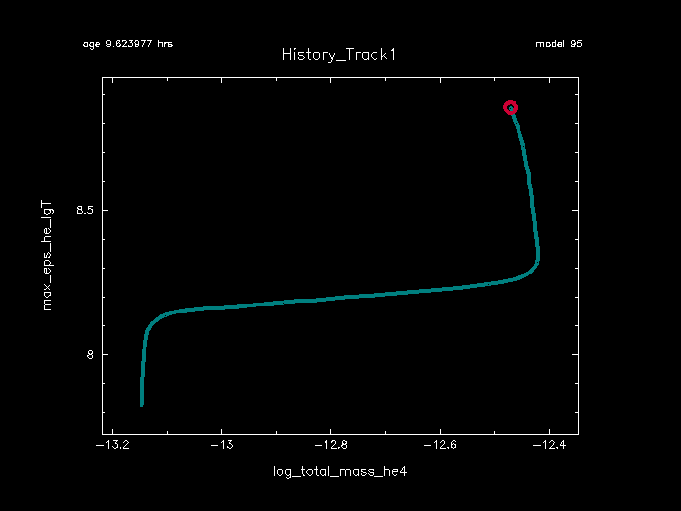 age 9.623977 hrs
model 95
History_Track1
max_eps_he_lgT
8.5
8
-13.2
-13
-12.8
-12.6
-12.4
log_total_mass_he4